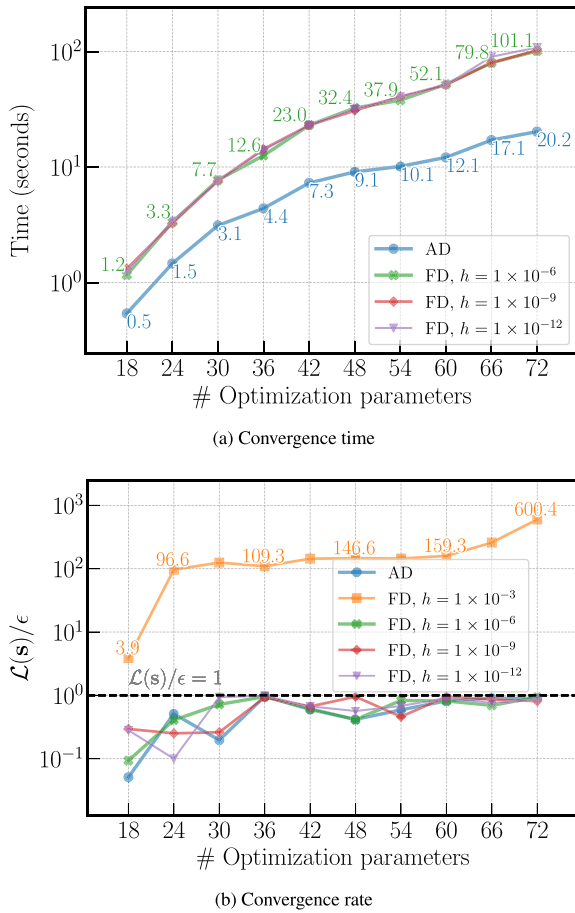 10²
10¹
10⁰
Time (seconds)
1.2
3.3
7.7
12.6
23.0
32.4
37.9
52.1
79.8
101.1
0.5
1.5
3.1
4.4
7.3
9.1
10.1
12.1
17.1
20.2
AD
FD, h = 1 × 10⁻⁶
FD, h = 1 × 10⁻⁹
FD, h = 1 × 10⁻¹²
18 24 30 36 42 48 54 60 66 72
# Optimization parameters
(a) Convergence time
10³
10²
10¹
10⁰
10⁻¹
𝓛(s)/ϵ
3.9
96.6
109.3
146.6
159.3
600.4
AD
FD, h = 1 × 10⁻³
FD, h = 1 × 10⁻⁶
FD, h = 1 × 10⁻⁹
FD, h = 1 × 10⁻¹²
𝓛(s)/ϵ = 1
18 24 30 36 42 48 54 60 66 72
# Optimization parameters
(b) Convergence rate